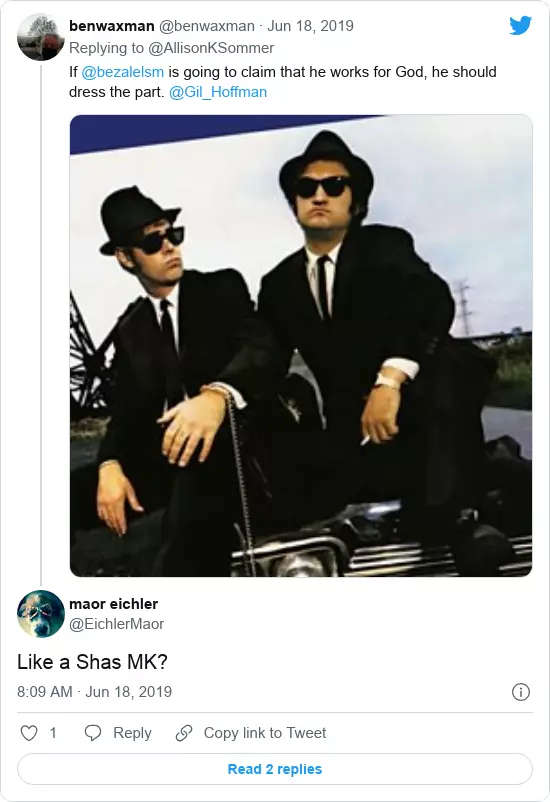 benwaxman @benwaxman · Jun 18, 2019
Replying to @AllisonKSommer
If @bezalelsm is going to claim that he works for God, he should
dress the part. @Gil_Hoffman
maor eichler
@EichlerMaor
Like a Shas MK?
8:09 AM · Jun 18, 2019
1 Reply Copy link to Tweet
Read 2 replies